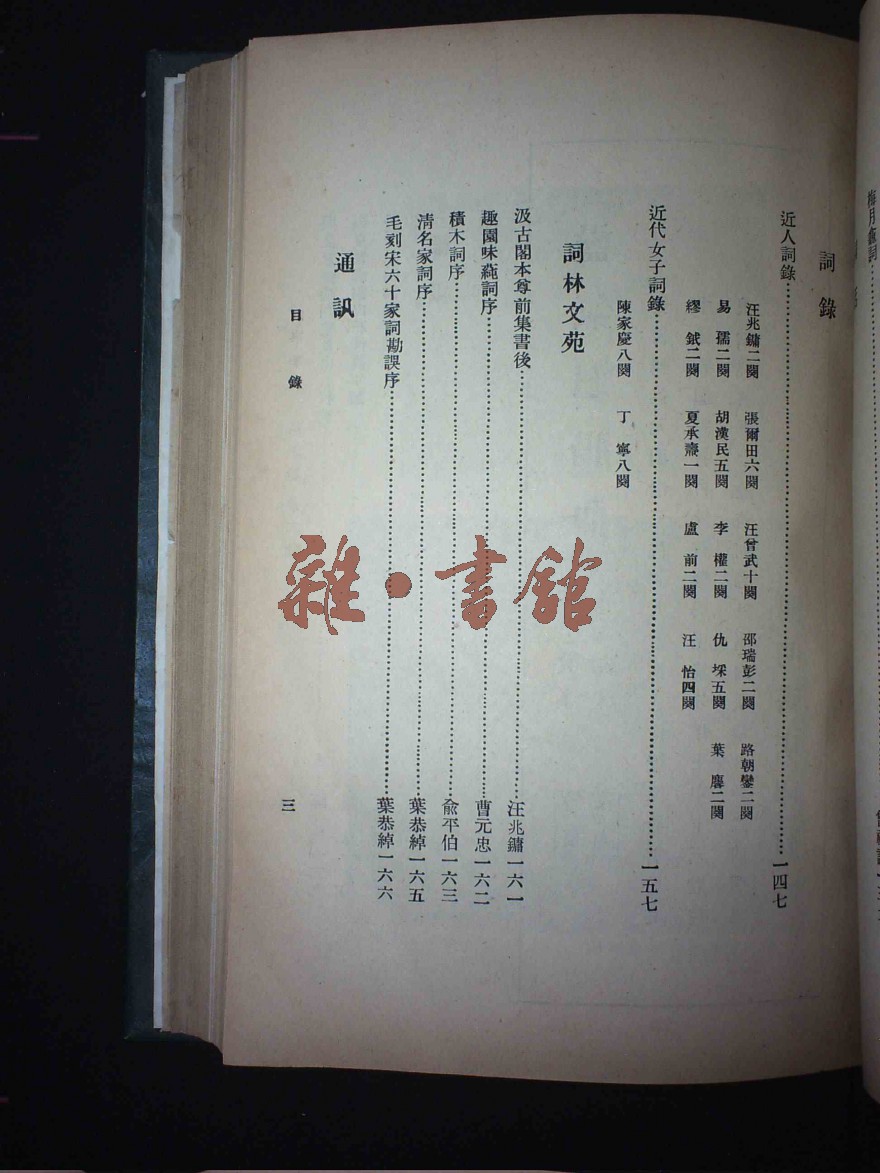 詞錄
近人詞錄……一四七
汪兆鏞二闋 張爾田六闋 汪曾武十闋 邵瑞彭二闋 路朝鑾二闋
易孺二闋 胡漢民五闋 李權二闋 仇埰五闋 葉麐二闋
繆鉞二闋 夏承燾一闋 盧前二闋 汪怡四闋
近代女子詞錄……一五七
陳家慶八闋 丁寧八闋
詞林文苑
汲古閣本尊前集書後……汪兆鏞一六一
趣園味蒓詞序……曹元忠一六二
積木詞序……俞平伯一六三
清名家詞序……葉恭綽一六五
毛刻宋六十家詞勘誤序……葉恭綽一六六
通訊
目錄
三
雜·書館